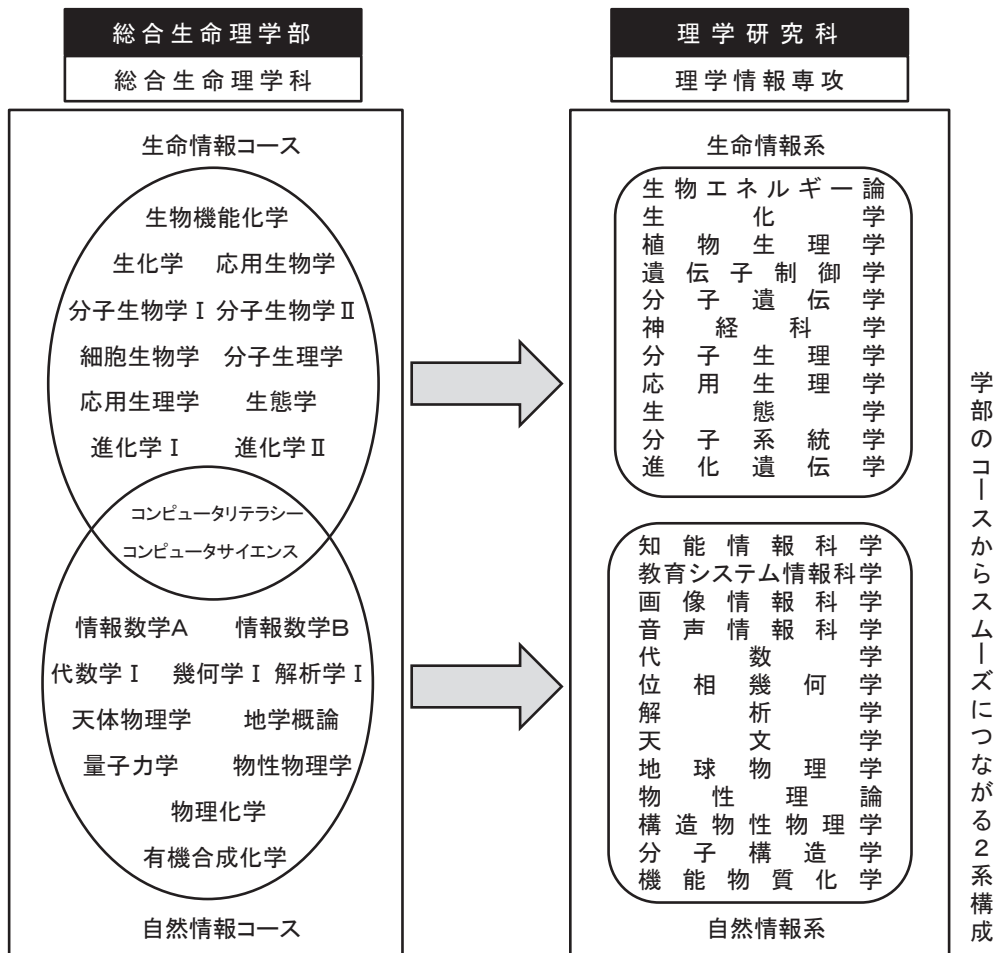 総合生命理学部
総合生命理学科
生命情報コース
生物機能化学
生化学 応用生物学
分子生物学Ⅰ 分子生物学Ⅱ
細胞生物学 分子生理学
応用生理学 生態学
進化学Ⅰ 進化学Ⅱ
コンピュータリテラシー
コンピュータサイエンス
情報数学A 情報数学B
代数学Ⅰ 幾何学Ⅰ 解析学Ⅰ
天体物理学 地学概論
量子力学 物性物理学
物理化学
有機合成化学
自然情報コース
理学研究科
理学情報専攻
生命情報系
生物エネルギー論
生化学
植物生理学
遺伝子制御学
分子遺伝学
神経科学
分子生理学
応用生理学
生態学
分子系統学
進化遺伝学
知能情報科学
教育システム情報科学
画像情報科学
音声情報科学
代数学
位相幾何学
解析学
天文学
地球物理学
物性理論
構造物性物理学
分子構造学
機能物質化学
自然情報系
学部のコースからスムーズにつながる2系構成